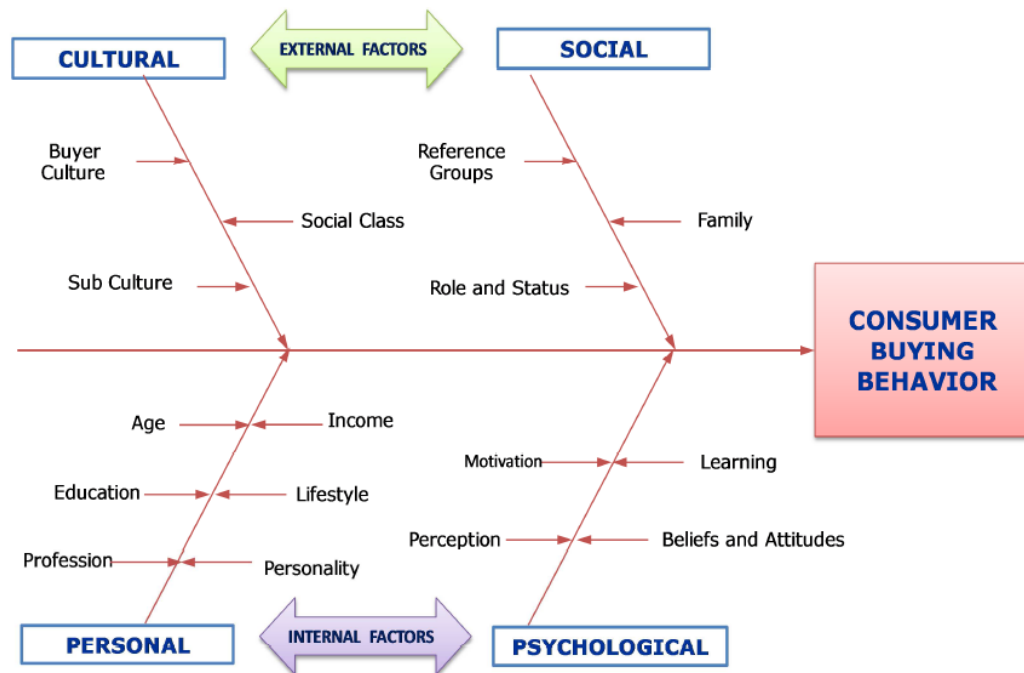 CULTURAL
EXTERNAL FACTORS
SOCIAL
Buyer
Culture
Reference
Groups
Social Class
Family
Sub Culture
Role and Status
CONSUMER
BUYING
BEHAVIOR
Age
Income
Motivation
Learning
Education
Lifestyle
Perception
Beliefs and Attitudes
Profession
Personality
PERSONAL
INTERNAL FACTORS
PSYCHOLOGICAL